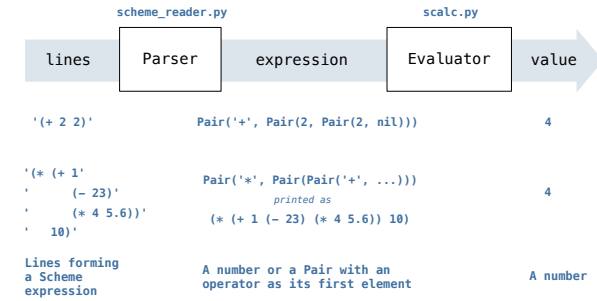 scheme_reader.py
scalc.py
lines
Parser
expression
Evaluator
value
'(+ 2 2)'
Pair('+', Pair(2, Pair(2, nil)))
4
'(* (+ 1'
'      (- 23)'
'      (* 4 5.6))'
'   10)'
Pair('*', Pair(Pair('+', ...)))
printed as
(* (+ 1 (- 23) (* 4 5.6)) 10)
4
Lines forming
a Scheme
expression
A number or a Pair with an
operator as its first element
A number